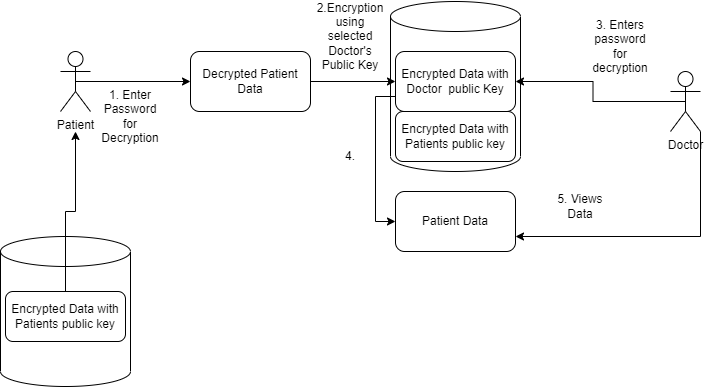 2.Encryption
using
selected
Doctor's
Public Key
3. Enters
password
for
decryption
Decrypted Patient
Data
Encrypted Data with
Doctor  public Key
1. Enter
Password
for
Decryption
Patient
Encrypted Data with
Patients public key
Doctor
4.
5. Views
Data
Patient Data
Encrypted Data with
Patients public key